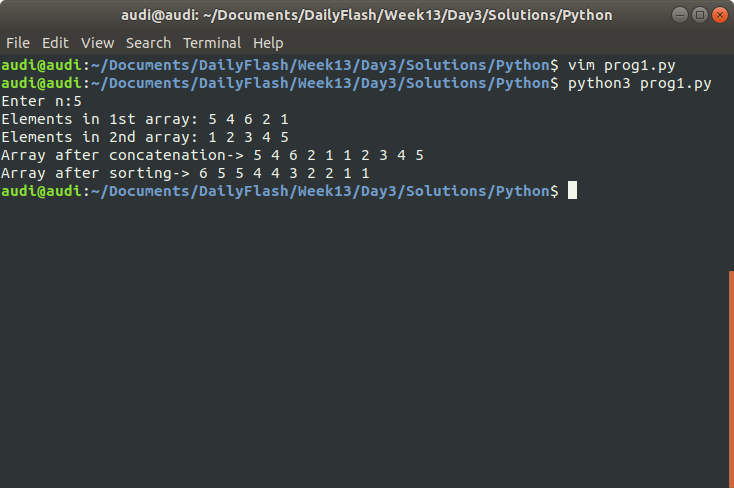 audi@audi: ~/Documents/DailyFlash/Week13/Day3/Solutions/Python
File Edit View Search Terminal Help
audi@audi:~/Documents/DailyFlash/Week13/Day3/Solutions/Python$ vim prog1.py
audi@audi:~/Documents/DailyFlash/Week13/Day3/Solutions/Python$ python3 prog1.py
Enter n:5
Elements in 1st array: 5 4 6 2 1
Elements in 2nd array: 1 2 3 4 5
Array after concatenation-> 5 4 6 2 1 1 2 3 4 5
Array after sorting-> 6 5 5 4 4 3 2 2 1 1
audi@audi:~/Documents/DailyFlash/Week13/Day3/Solutions/Python$